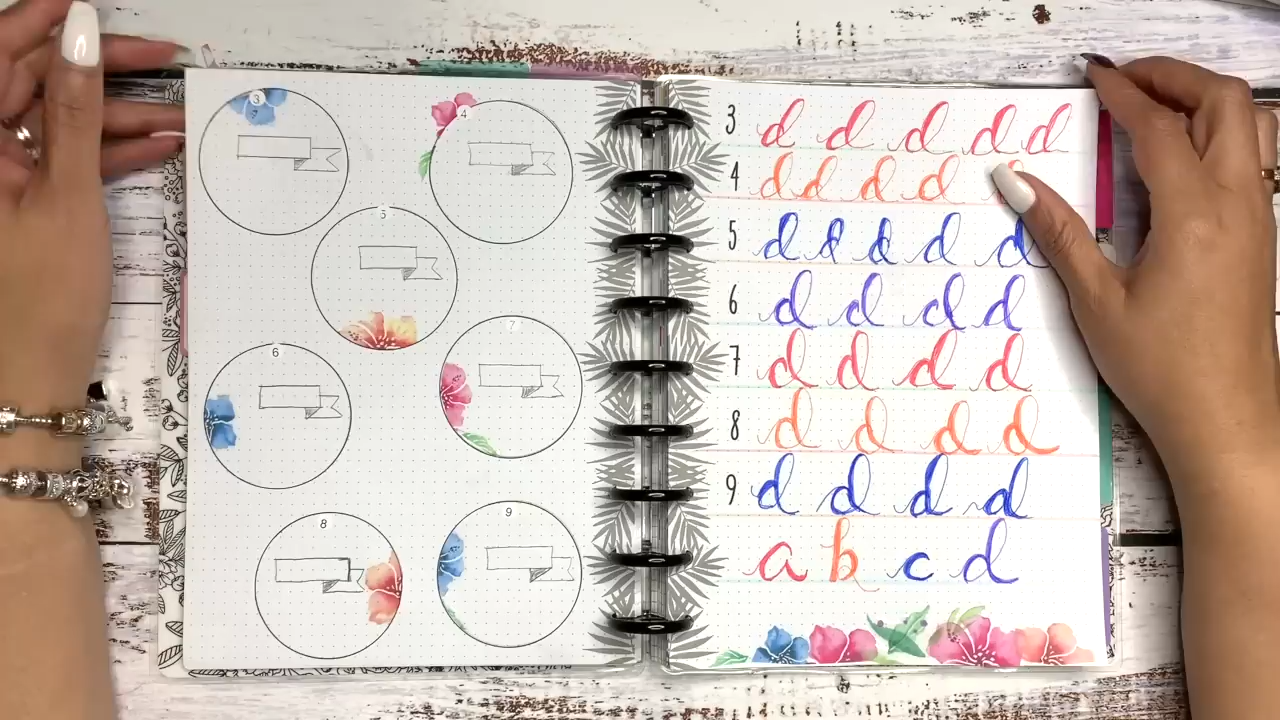 3
4
5
6
7
8
9
3 d d d d d
4 d d d d d
5 d d d d d
6 d d d d
7 d d d d
8 d d d d
9 d d d d
a b c d